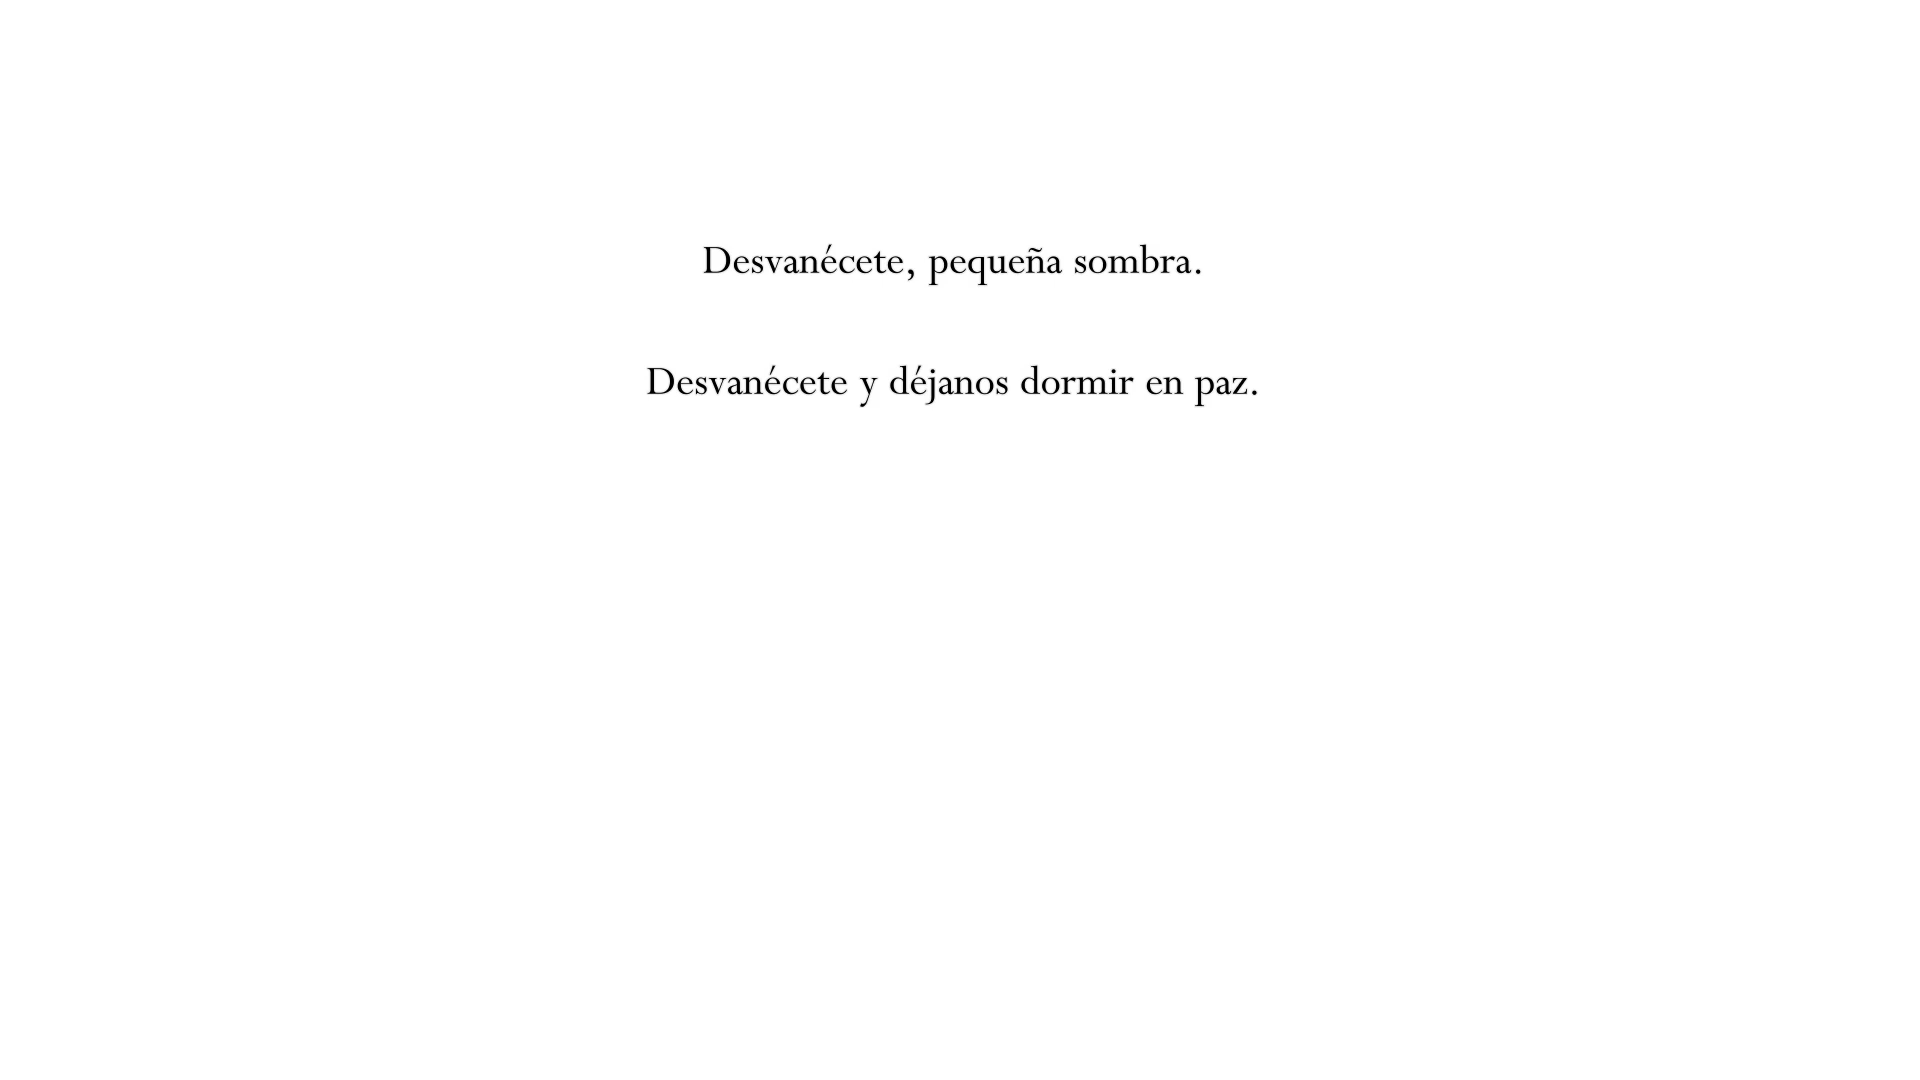 Desvanécete, pequeña sombra.
Desvanécete y déjanos dormir en paz.